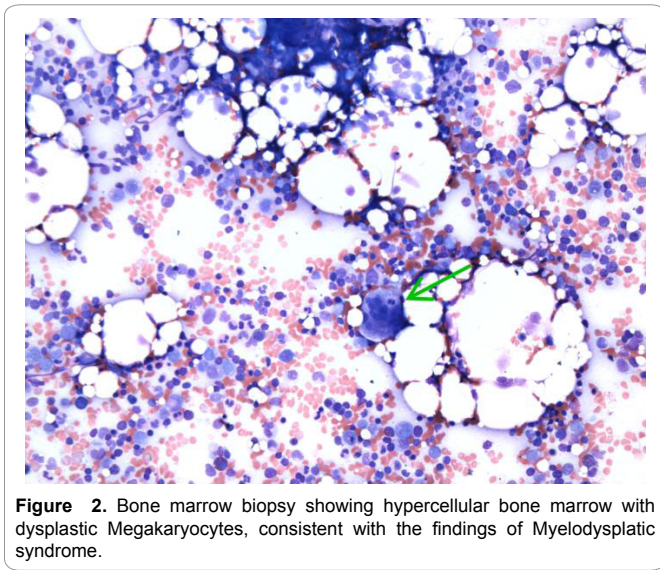 Figure 2. Bone marrow biopsy showing hypercellular bone marrow with
dysplastic Megakaryocytes, consistent with the findings of Myelodysplatic
syndrome.